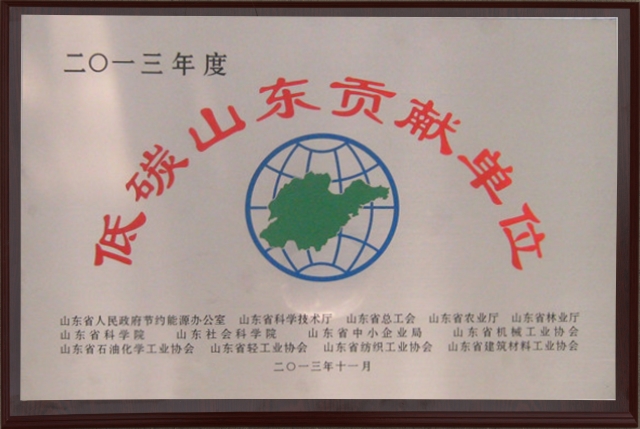 二〇一三年度
低碳山东贡献单位
山东省人民政府节约能源办公室 山东省科学技术厅 山东省总工会 山东省农业厅 山东省林业厅
山东省科学院 山东社会科学院 山东省中小企业局 山东省机械工业协会
山东省石油化学工业协会 山东省轻工业协会 山东省纺织工业协会 山东省建筑材料工业协会
二〇一三年十一月